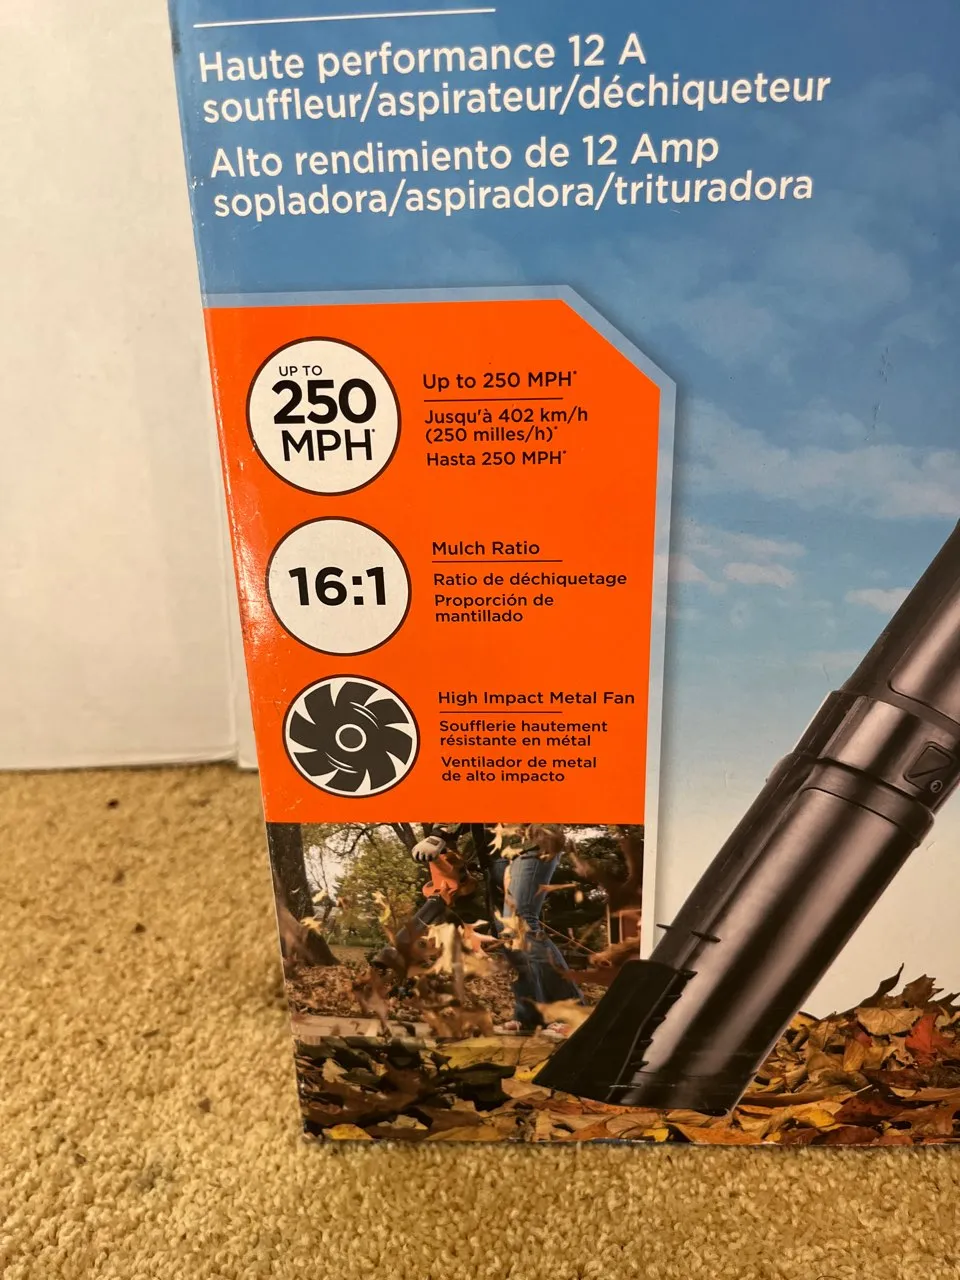 Haute performance 12 A
souffleur/aspirateur/déchiqueteur
Alto rendimiento de 12 Amp
sopladora/aspiradora/trituradora
UP TO
250
MPH*
Up to 250 MPH*
Jusqu'à 402 km/h
(250 milles/h)*
Hasta 250 MPH*
16:1
Mulch Ratio
Ratio de déchiquetage
Proporción de
mantillado
High Impact Metal Fan
Soufflerie hautement
résistante en métal
Ventilador de metal
de alto impacto